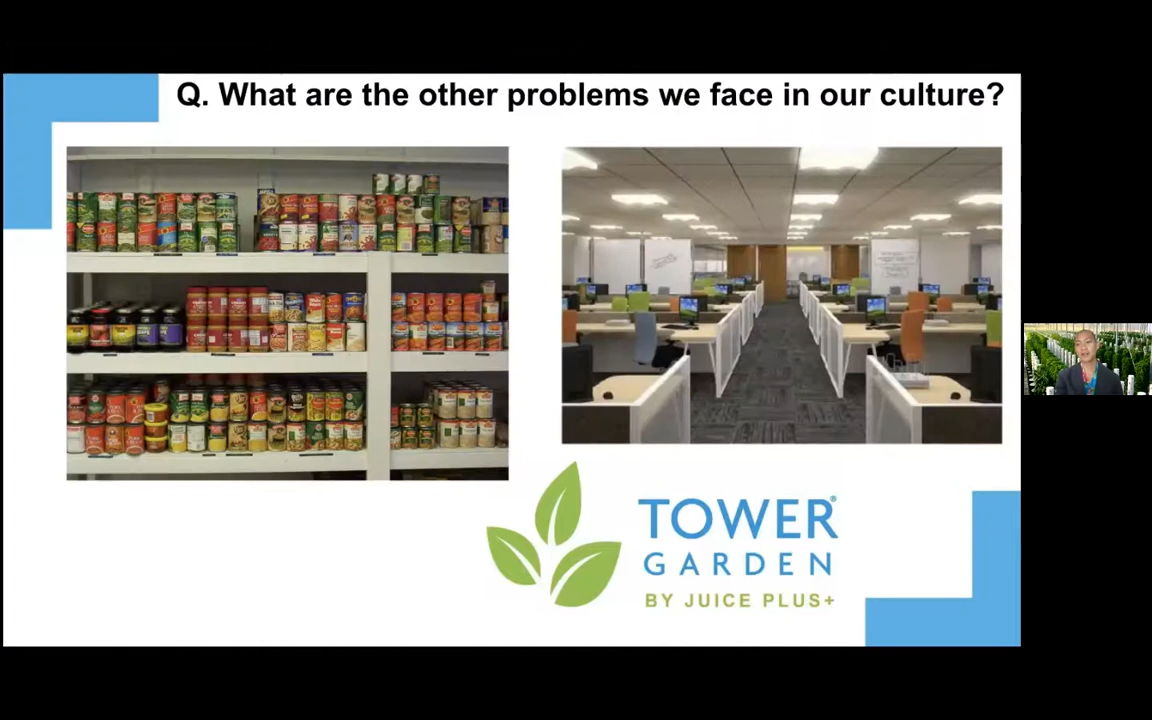 Q. What are the other problems we face in our culture?
TOWER®
GARDEN
BY JUICE PLUS+